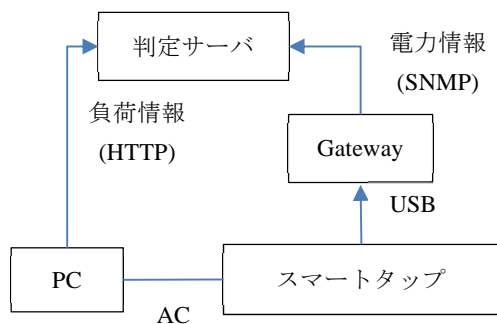 判定サーバ
電力情報
(SNMP)
負荷情報
(HTTP)
Gateway
USB
PC
スマートタップ
AC